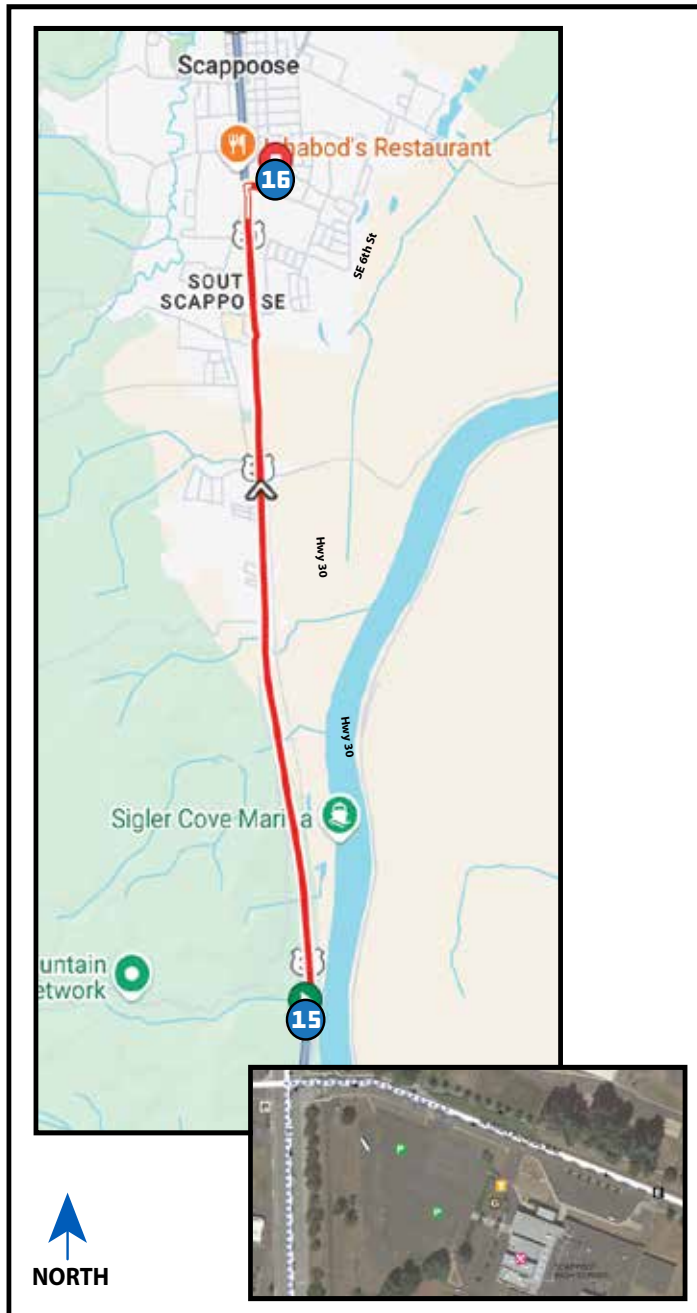 Scappoose
Ichabod's Restaurant
16
SE 6th St
SOUT
SCAPPO SE
Hwy 30
Hwy 30
Sigler Cove Mari a
untain
etwork
15
P
P
P
NORTH